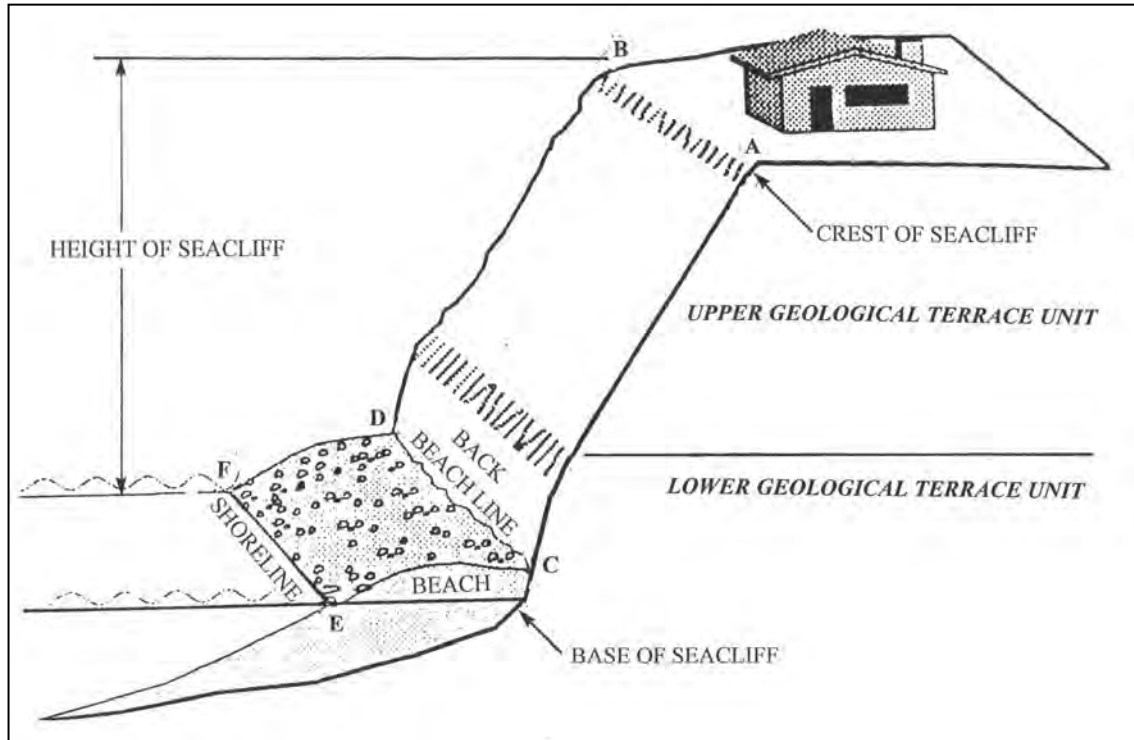 B
A
HEIGHT OF SEACLIFF
CREST OF SEACLIFF
UPPER GEOLOGICAL TERRACE UNIT
D
BACK
BEACH LINE
F
LOWER GEOLOGICAL TERRACE UNIT
SHORELINE
C
BEACH
E
BASE OF SEACLIFF